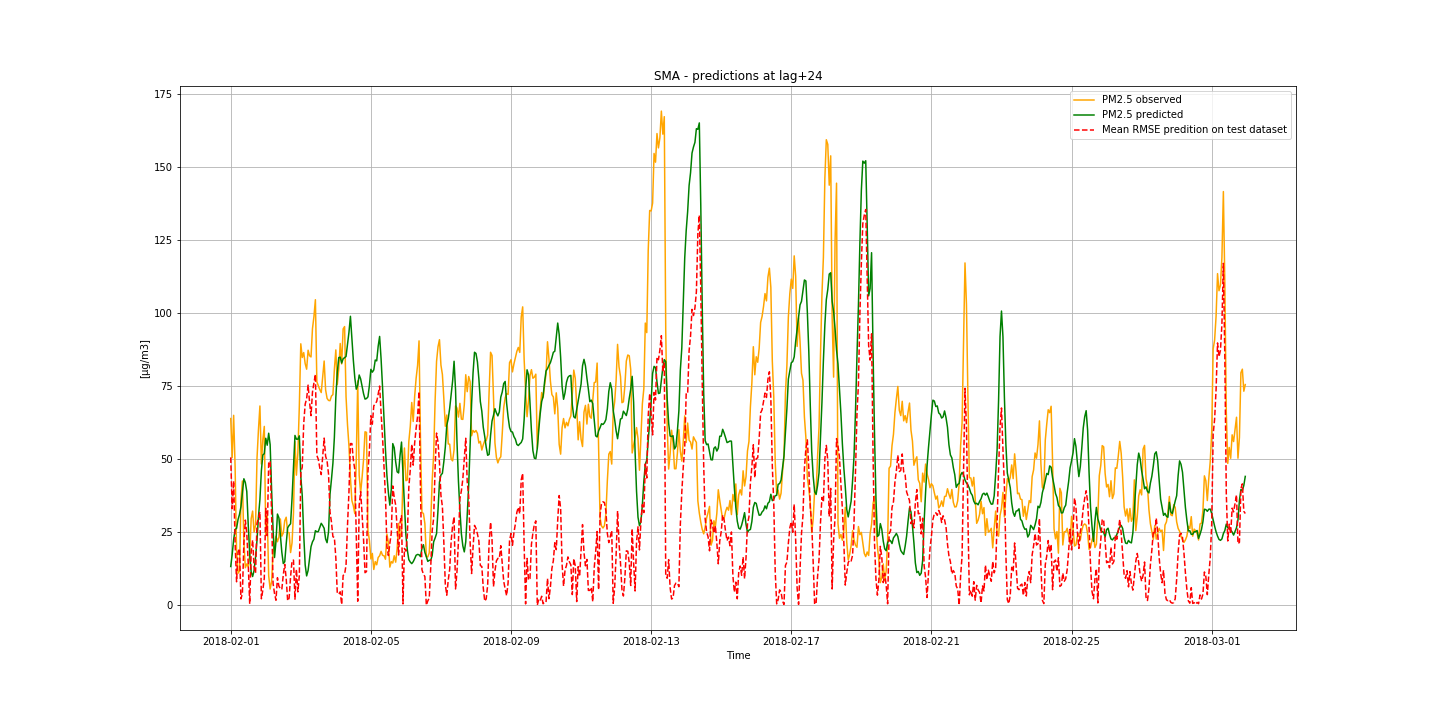 SMA - predictions at lag+24
175
150
125
100
75
50
25
0
[µg/m3]
PM2.5 observed
PM2.5 predicted
Mean RMSE predition on test dataset
2018-02-01 2018-02-05 2018-02-09 2018-02-13 2018-02-17 2018-02-21 2018-02-25 2018-03-01
Time